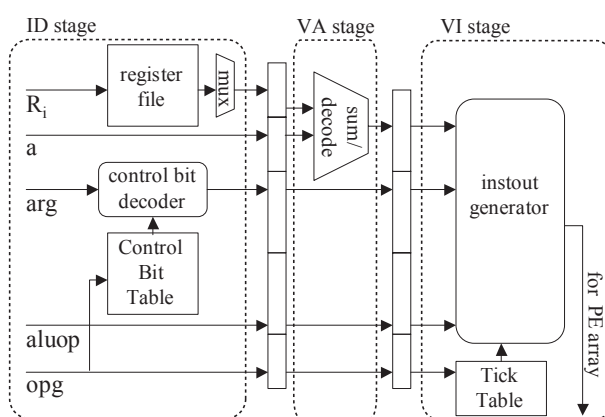 ID stage
VA stage
VI stage
register
file
mux
R_i
a
sum/
decode
arg
control bit
decoder
instout
generator
Control
Bit
Table
for PE array
aluop
opg
Tick
Table